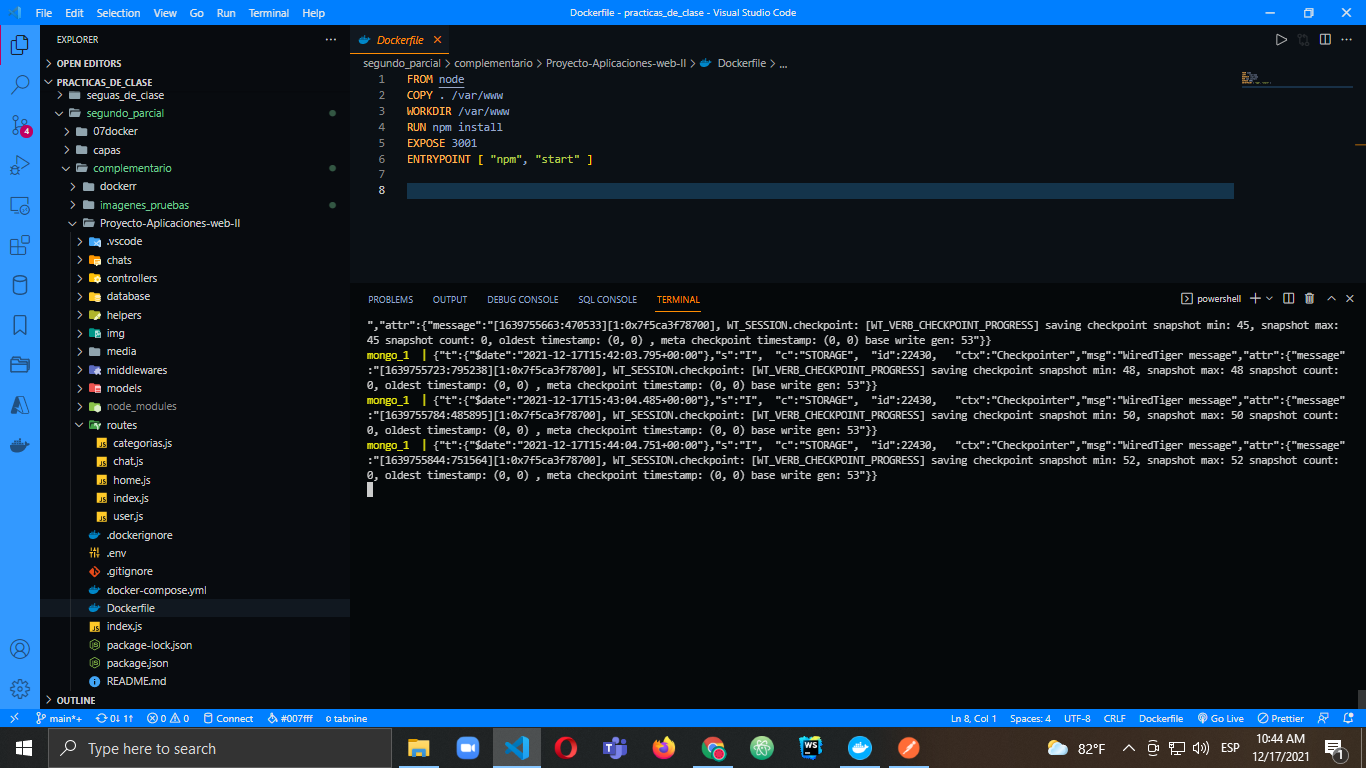 File Edit Selection View Go Run Terminal Help
Dockerfile - practicas_de_clase - Visual Studio Code
EXPLORER
OPEN EDITORS
PRACTICAS_DE_CLASE
seguas_de_clase
segundo_parcial
07docker
capas
complementario
dockerr
imagenes_pruebas
Proyecto-Aplicaciones-web-II
.vscode
chats
controllers
database
helpers
img
media
middlewares
models
node_modules
routes
categorias.js
chat.js
home.js
index.js
user.js
.dockerignore
.env
.gitignore
docker-compose.yml
Dockerfile
index.js
package-lock.json
package.json
README.md
OUTLINE
4
Dockerfile
segundo_parcial > complementario > Proyecto-Aplicaciones-web-II > Dockerfile > ...
1 FROM node
2 COPY . /var/www
3 WORKDIR /var/www
4 RUN npm install
5 EXPOSE 3001
6 ENTRYPOINT [ "npm", "start" ]
7
8
PROBLEMS OUTPUT DEBUG CONSOLE SQL CONSOLE TERMINAL
powershell
","attr":{"message":"[1639755663:470533][1:0x7f5ca3f78700], WT_SESSION.checkpoint: [WT_VERB_CHECKPOINT_PROGRESS] saving checkpoint snapshot min: 45, snapshot max:
45 snapshot count: 0, oldest timestamp: (0, 0) , meta checkpoint timestamp: (0, 0) base write gen: 53"}}
mongo_1 | {"t":{"$date":"2021-12-17T15:42:03.795+00:00"},"s":"I", "c":"STORAGE", "id":22430, "ctx":"Checkpointer","msg":"WiredTiger message","attr":{"message"
:"[1639755723:795238][1:0x7f5ca3f78700], WT_SESSION.checkpoint: [WT_VERB_CHECKPOINT_PROGRESS] saving checkpoint snapshot min: 48, snapshot max: 48 snapshot count:
0, oldest timestamp: (0, 0) , meta checkpoint timestamp: (0, 0) base write gen: 53"}}
mongo_1 | {"t":{"$date":"2021-12-17T15:43:04.485+00:00"},"s":"I", "c":"STORAGE", "id":22430, "ctx":"Checkpointer","msg":"WiredTiger message","attr":{"message"
:"[1639755784:485895][1:0x7f5ca3f78700], WT_SESSION.checkpoint: [WT_VERB_CHECKPOINT_PROGRESS] saving checkpoint snapshot min: 50, snapshot max: 50 snapshot count:
0, oldest timestamp: (0, 0) , meta checkpoint timestamp: (0, 0) base write gen: 53"}}
mongo_1 | {"t":{"$date":"2021-12-17T15:44:04.751+00:00"},"s":"I", "c":"STORAGE", "id":22430, "ctx":"Checkpointer","msg":"WiredTiger message","attr":{"message"
:"[1639755844:751564][1:0x7f5ca3f78700], WT_SESSION.checkpoint: [WT_VERB_CHECKPOINT_PROGRESS] saving checkpoint snapshot min: 52, snapshot max: 52 snapshot count:
0, oldest timestamp: (0, 0) , meta checkpoint timestamp: (0, 0) base write gen: 53"}}
main*+ 0↓ 1↑ 0 0 Connect #007fff tabnine
Ln 8, Col 1 Spaces: 4 UTF-8 CRLF Dockerfile Go Live Prettier
Type here to search
WS
82°F
ESP
10:44 AM
12/17/2021
1